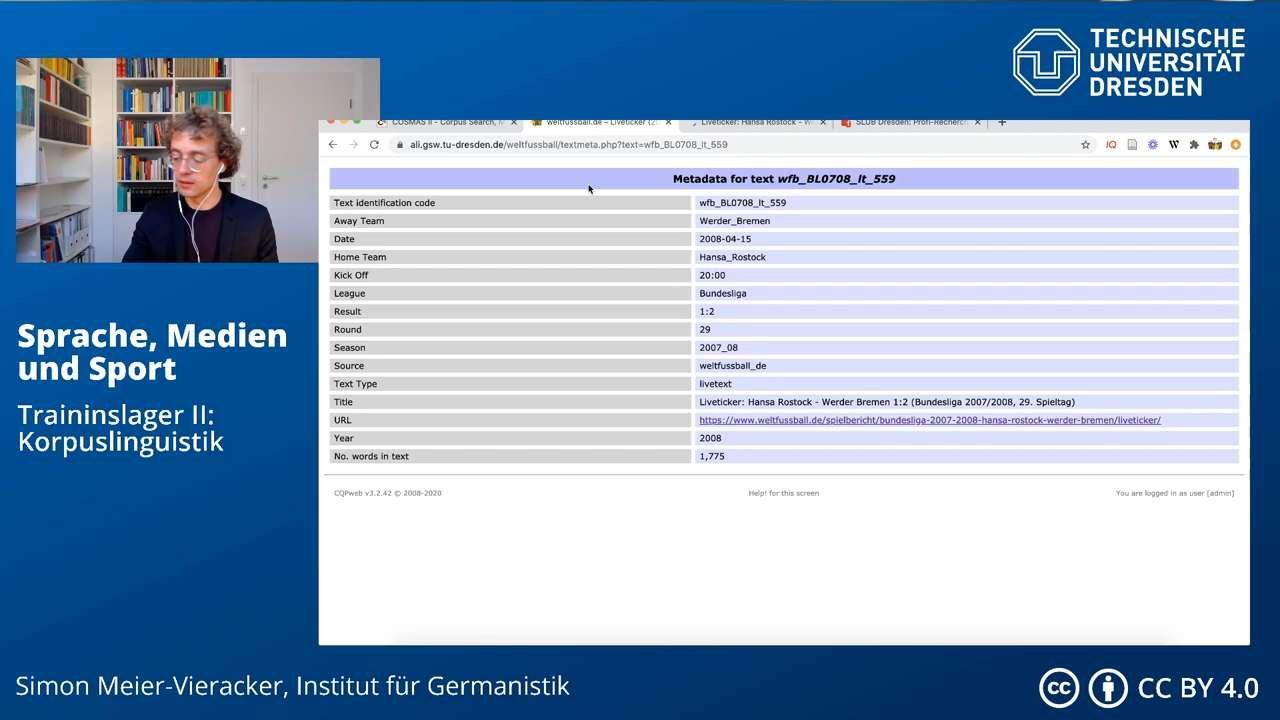 TECHNISCHE
UNIVERSITÄT
DRESDEN
COSMAS II - Corpus Search,
weltfussball.de – Liveticker (2
Liveticker: Hansa Rostock - W
SLUB Dresden: Profi-Recherc
ali.gsw.tu-dresden.de/weltfussball/textmeta.php?text=wfb_BL0708_lt_559
Metadata for text wfb_BL0708_lt_559
Text identification code wfb_BL0708_lt_559
Away Team Werder_Bremen
Date 2008-04-15
Home Team Hansa_Rostock
Kick Off 20:00
League Bundesliga
Result 1:2
Round 29
Season 2007_08
Source weltfussball_de
Text Type livetext
Title Liveticker: Hansa Rostock - Werder Bremen 1:2 (Bundesliga 2007/2008, 29. Spieltag)
URL https://www.weltfussball.de/spielbericht/bundesliga-2007-2008-hansa-rostock-werder-bremen/liveticker/
Year 2008
No. words in text 1,775
CQPweb v3.2.42 © 2008-2020 Help! for this screen You are logged in as user [admin]
Sprache, Medien
und Sport
Traininslager II:
Korpuslinguistik
Simon Meier-Vieracker, Institut für Germanistik
cc CC BY 4.0